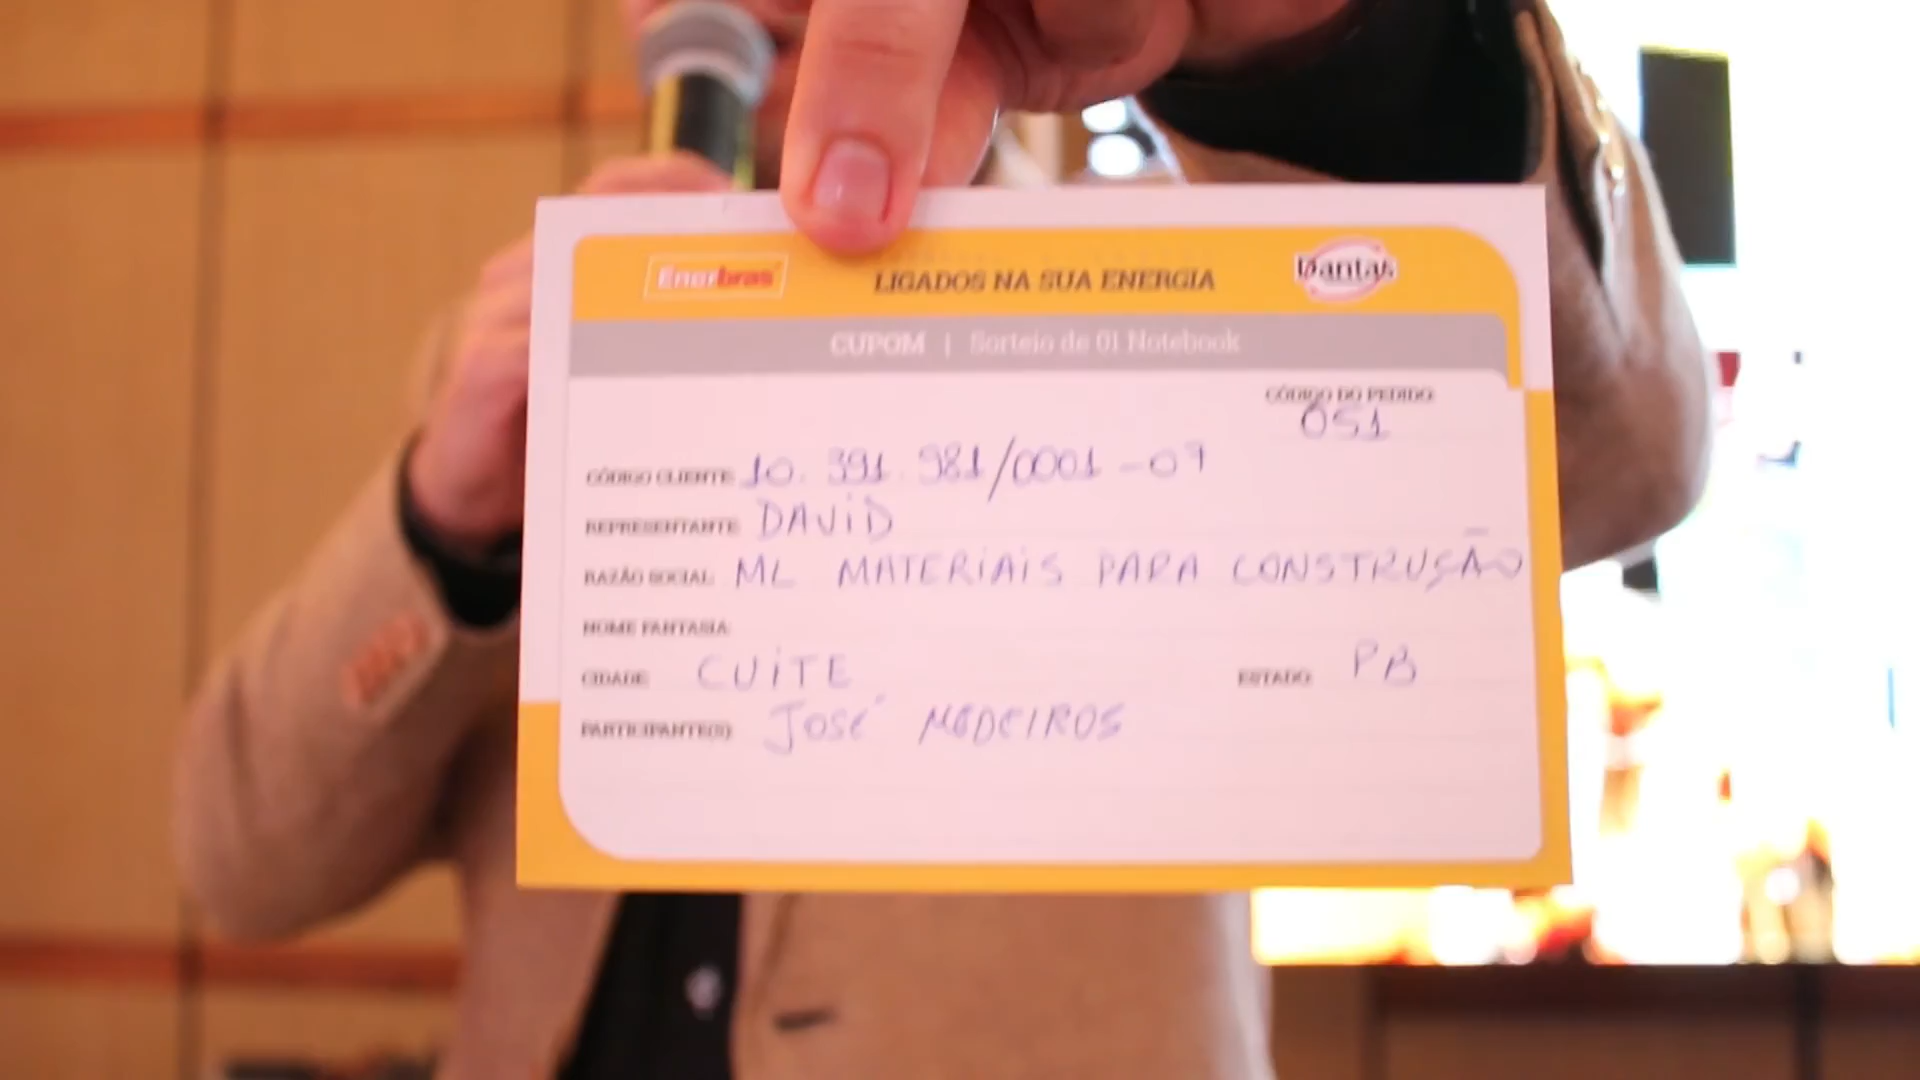 Enerbras
LIGADOS NA SUA ENERGIA
Dantas
CUPOM | Sorteio de 01 Notebook
CÓDIGO DO PEDIDO:
051
CÓDIGO CLIENTE: 10.391.981/0001-07
REPRESENTANTE: DAViD
RAZÃO SOCIAL: ML MATERiAiS PARA CONSTRUÇÃO
NOME FANTASIA:
CIDADE: CUiTE ESTADO: PB
PARTICIPANTE(S): JOSÉ MEDEIROS